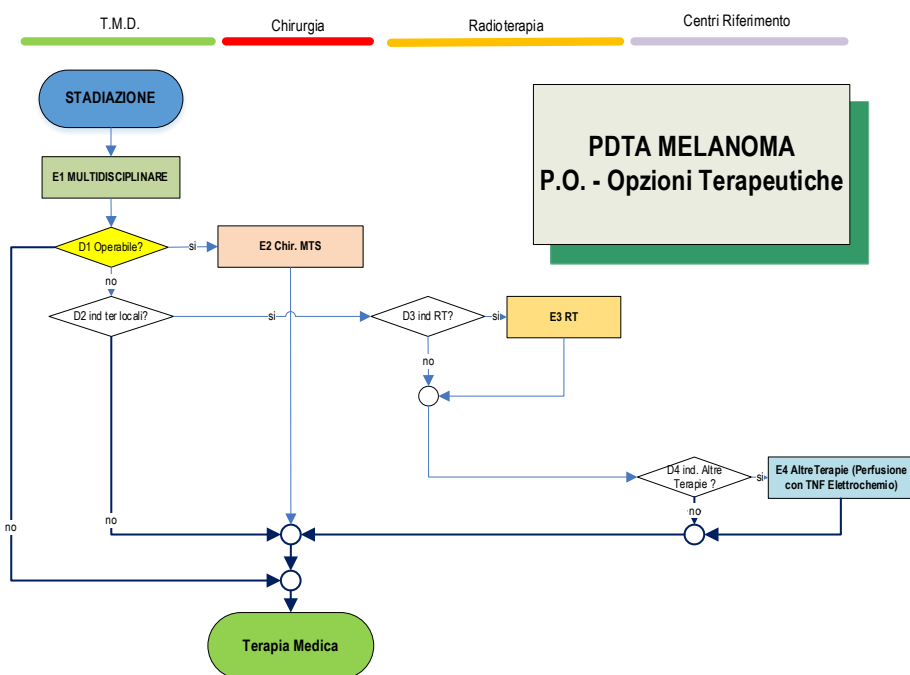 T.M.D.
Chirurgia
Radioterapia
Centri Riferimento
STADIAZIONE
PDTA MELANOMA
P.O. - Opzioni Terapeutiche
E1 MULTIDISCIPLINARE
D1 Operabile?
si
E2 Chir. MTS
no
D2 ind ter locali?
si
D3 ind RT?
si
E3 RT
no
D4 ind. Altre
Terapie ?
si
E4 Altre Terapie (Perfusione
con TNF Elettrochemio)
no
no
no
Terapia Medica